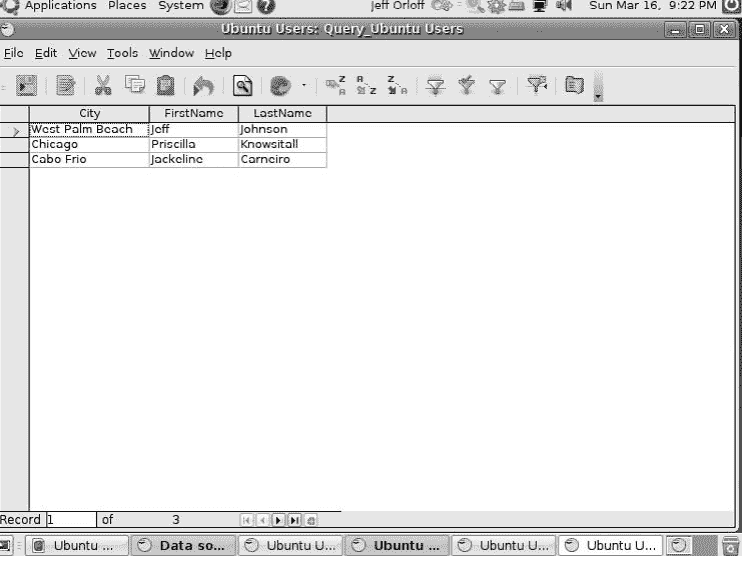 Applications Places System Jeff Orloff Sun Mar 16, 9:22 PM
Ubuntu Users: Query_Ubuntu Users
File Edit View Tools Window Help
City FirstName LastName
West Palm Beach Jeff Johnson
Chicago Priscilla Knowsitall
Cabo Frio Jackeline Carneiro
Record 1 of 3
Ubuntu ... Data so... Ubuntu U... Ubuntu ... Ubuntu U... Ubuntu U...